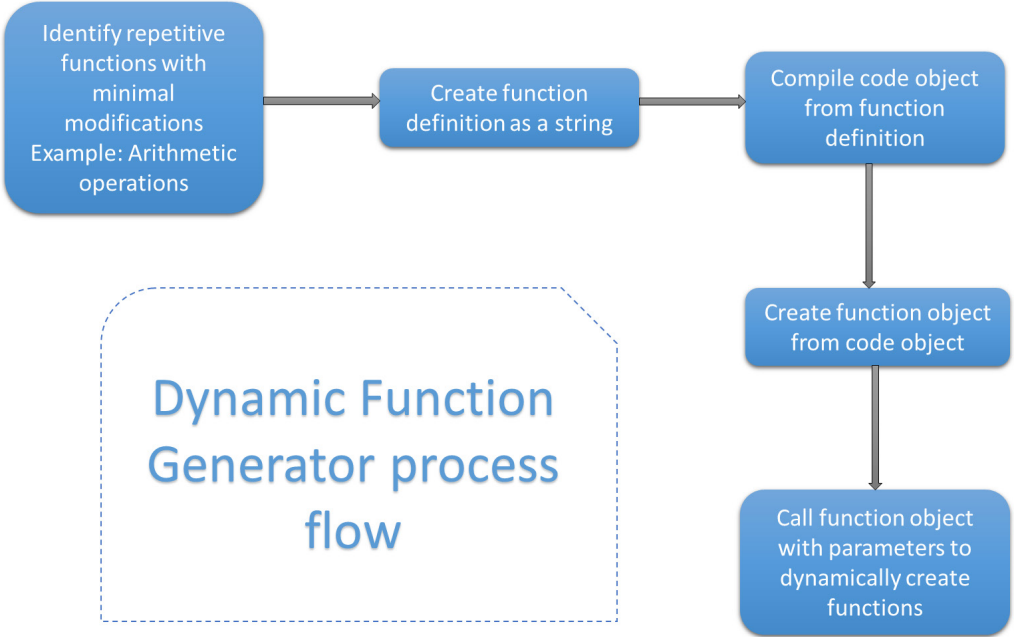 Identify repetitive
functions with
minimal
modifications
Example: Arithmetic
operations
Create function
definition as a string
Compile code object
from function
definition
Create function object
from code object
Call function object
with parameters to
dynamically create
functions
Dynamic Function
Generator process
flow